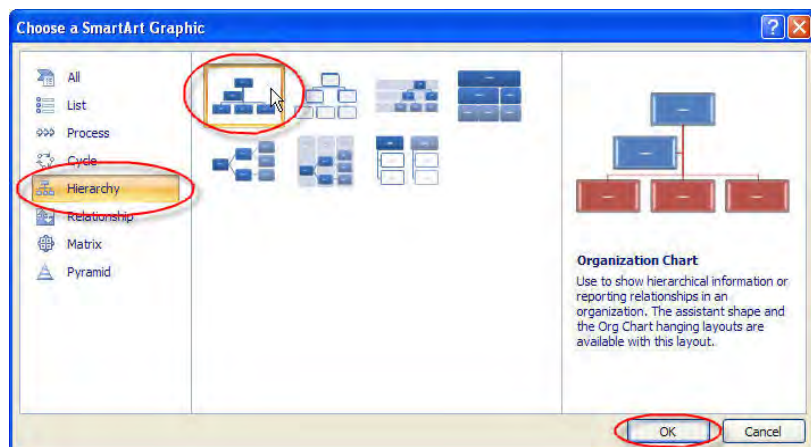 Choose a SmartArt Graphic
All
List
Process
Cycle
Hierarchy
Relationship
Matrix
Pyramid
Organization Chart
Use to show hierarchical information or
reporting relationships in an
organization. The assistant shape and
the Org Chart hanging layouts are
available with this layout.
OK
Cancel